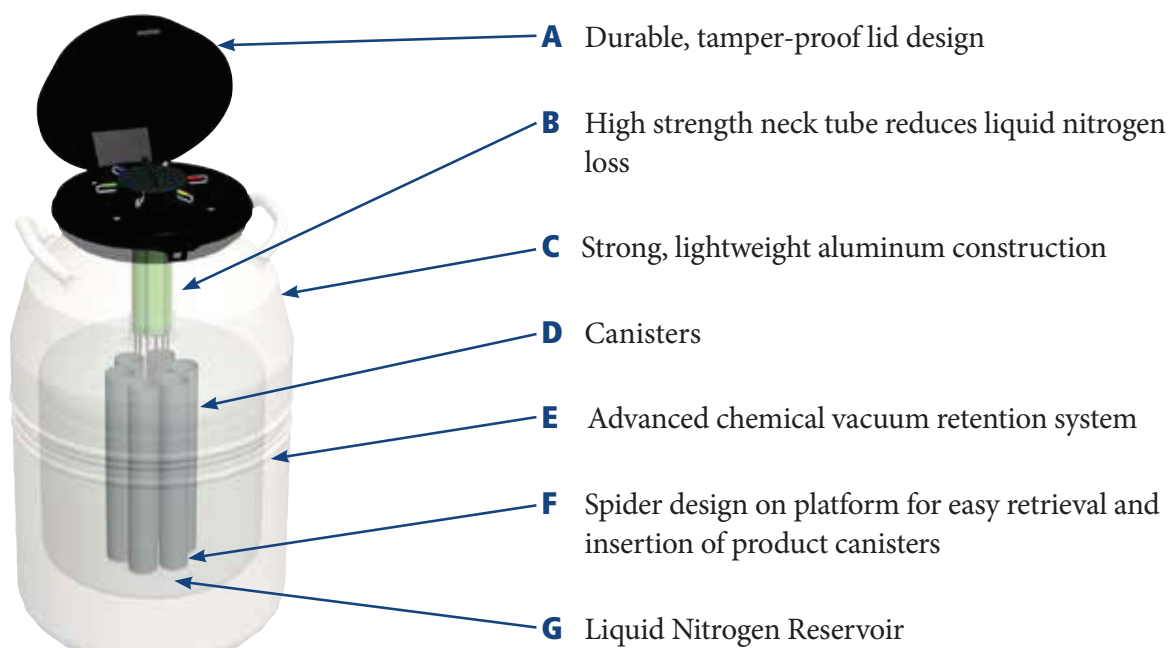 A Durable, tamper-proof lid design
B High strength neck tube reduces liquid nitrogen
loss
C Strong, lightweight aluminum construction
D Canisters
E Advanced chemical vacuum retention system
F Spider design on platform for easy retrieval and
insertion of product canisters
G Liquid Nitrogen Reservoir